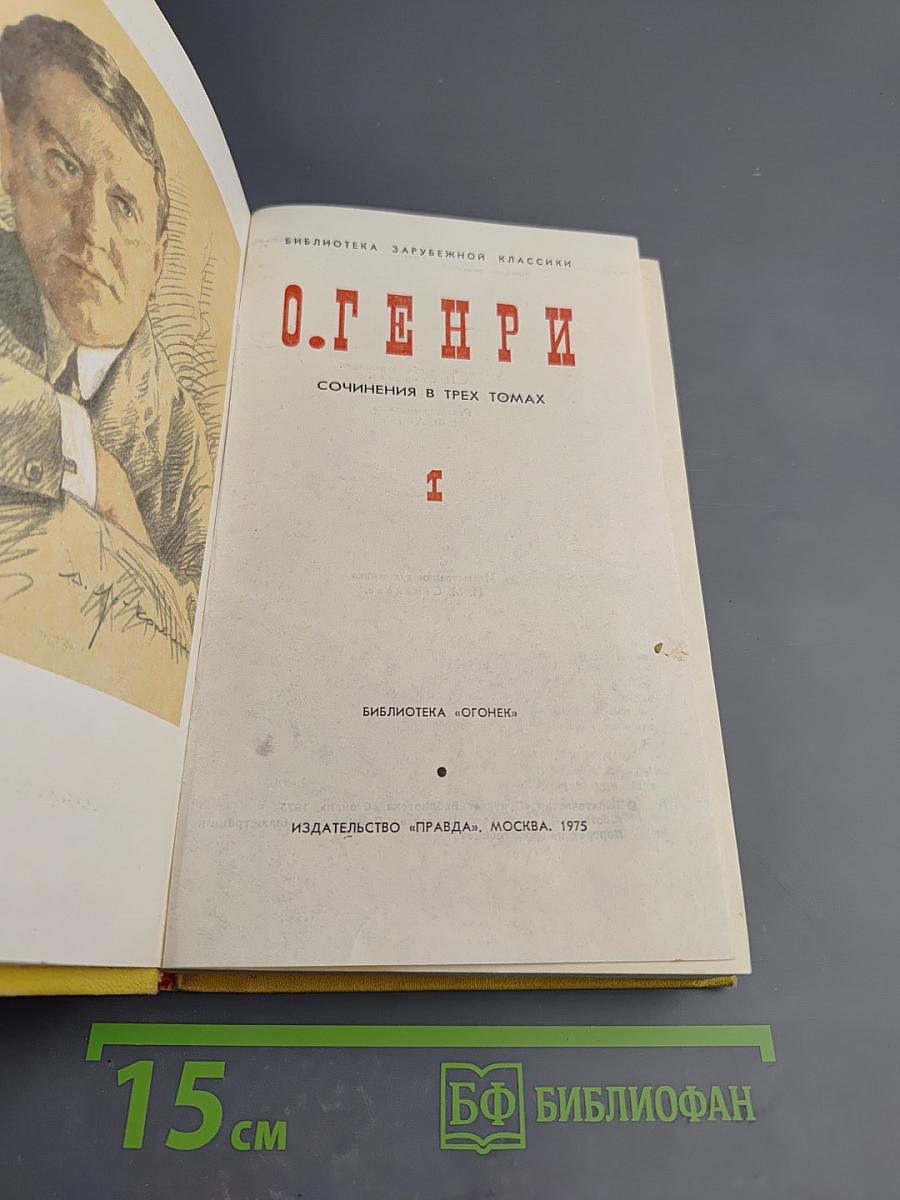 БИБЛИОТЕКА ЗАРУБЕЖНОЙ КЛАССИКИ
О.ГЕНРИ
СОЧИНЕНИЯ В ТРЕХ ТОМАХ
1
БИБЛИОТЕКА «ОГОНЕК»
ИЗДАТЕЛЬСТВО «ПРАВДА». МОСКВА. 1975
15 см
БФ БИБЛИОФАН